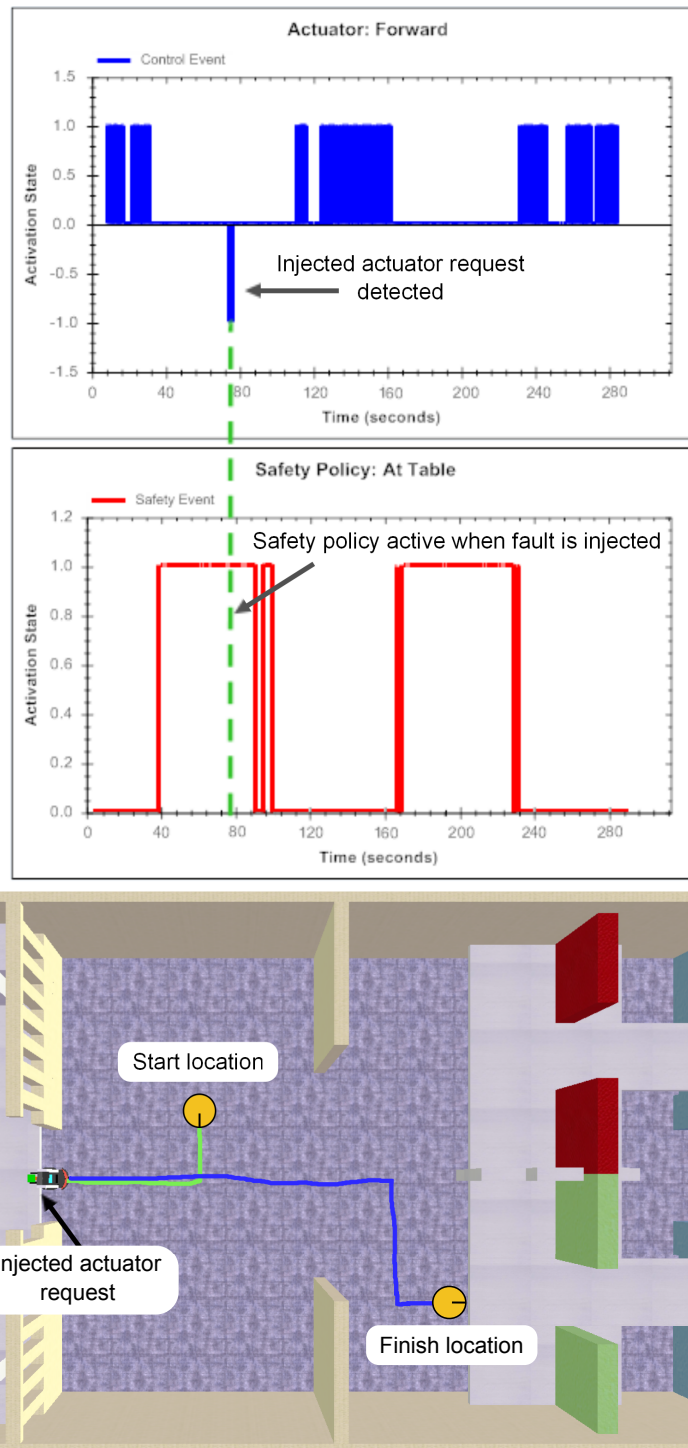 Actuator: Forward
Control Event
1.5
1.0
0.5
0.0
-0.5
-1.0
-1.5
Activation State
Injected actuator request
detected
0 40 80 120 160 200 240 280
Time (seconds)
Safety Policy: At Table
Safety Event
1.2
1.0
0.8
0.6
0.4
0.2
0.0
Activation State
Safety policy active when fault is injected
0 40 80 120 160 200 240 280
Time (seconds)
Start location
njected actuator
request
Finish location